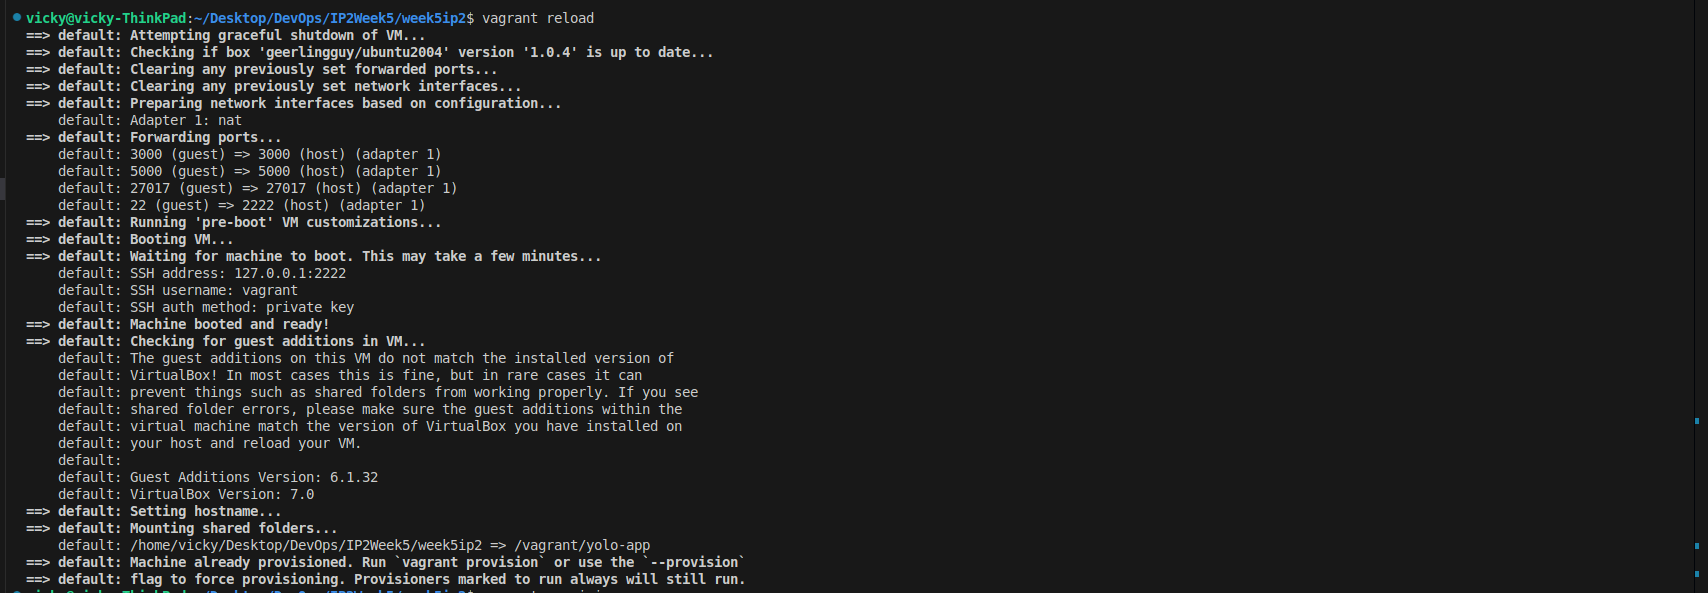 vicky@vicky-ThinkPad:~/Desktop/DevOps/IP2Week5/week5ip2$ vagrant reload
==> default: Attempting graceful shutdown of VM...
==> default: Checking if box 'geerlingguy/ubuntu2004' version '1.0.4' is up to date...
==> default: Clearing any previously set forwarded ports...
==> default: Clearing any previously set network interfaces...
==> default: Preparing network interfaces based on configuration...
    default: Adapter 1: nat
==> default: Forwarding ports...
    default: 3000 (guest) => 3000 (host) (adapter 1)
    default: 5000 (guest) => 5000 (host) (adapter 1)
    default: 27017 (guest) => 27017 (host) (adapter 1)
    default: 22 (guest) => 2222 (host) (adapter 1)
==> default: Running 'pre-boot' VM customizations...
==> default: Booting VM...
==> default: Waiting for machine to boot. This may take a few minutes...
    default: SSH address: 127.0.0.1:2222
    default: SSH username: vagrant
    default: SSH auth method: private key
==> default: Machine booted and ready!
==> default: Checking for guest additions in VM...
    default: The guest additions on this VM do not match the installed version of
    default: VirtualBox! In most cases this is fine, but in rare cases it can
    default: prevent things such as shared folders from working properly. If you see
    default: shared folder errors, please make sure the guest additions within the
    default: virtual machine match the version of VirtualBox you have installed on
    default: your host and reload your VM.
    default:
    default: Guest Additions Version: 6.1.32
    default: VirtualBox Version: 7.0
==> default: Setting hostname...
==> default: Mounting shared folders...
    default: /home/vicky/Desktop/DevOps/IP2Week5/week5ip2 => /vagrant/yolo-app
==> default: Machine already provisioned. Run `vagrant provision` or use the `--provision`
==> default: flag to force provisioning. Provisioners marked to run always will still run.